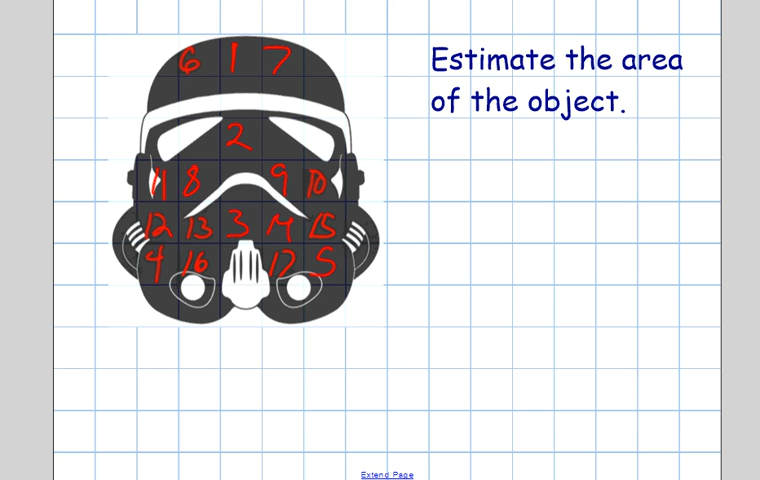 Estimate the area
of the object.
6 1 7
2
11 8 9 10
12 13 3 14 15
4 16 17 5
Extend Page